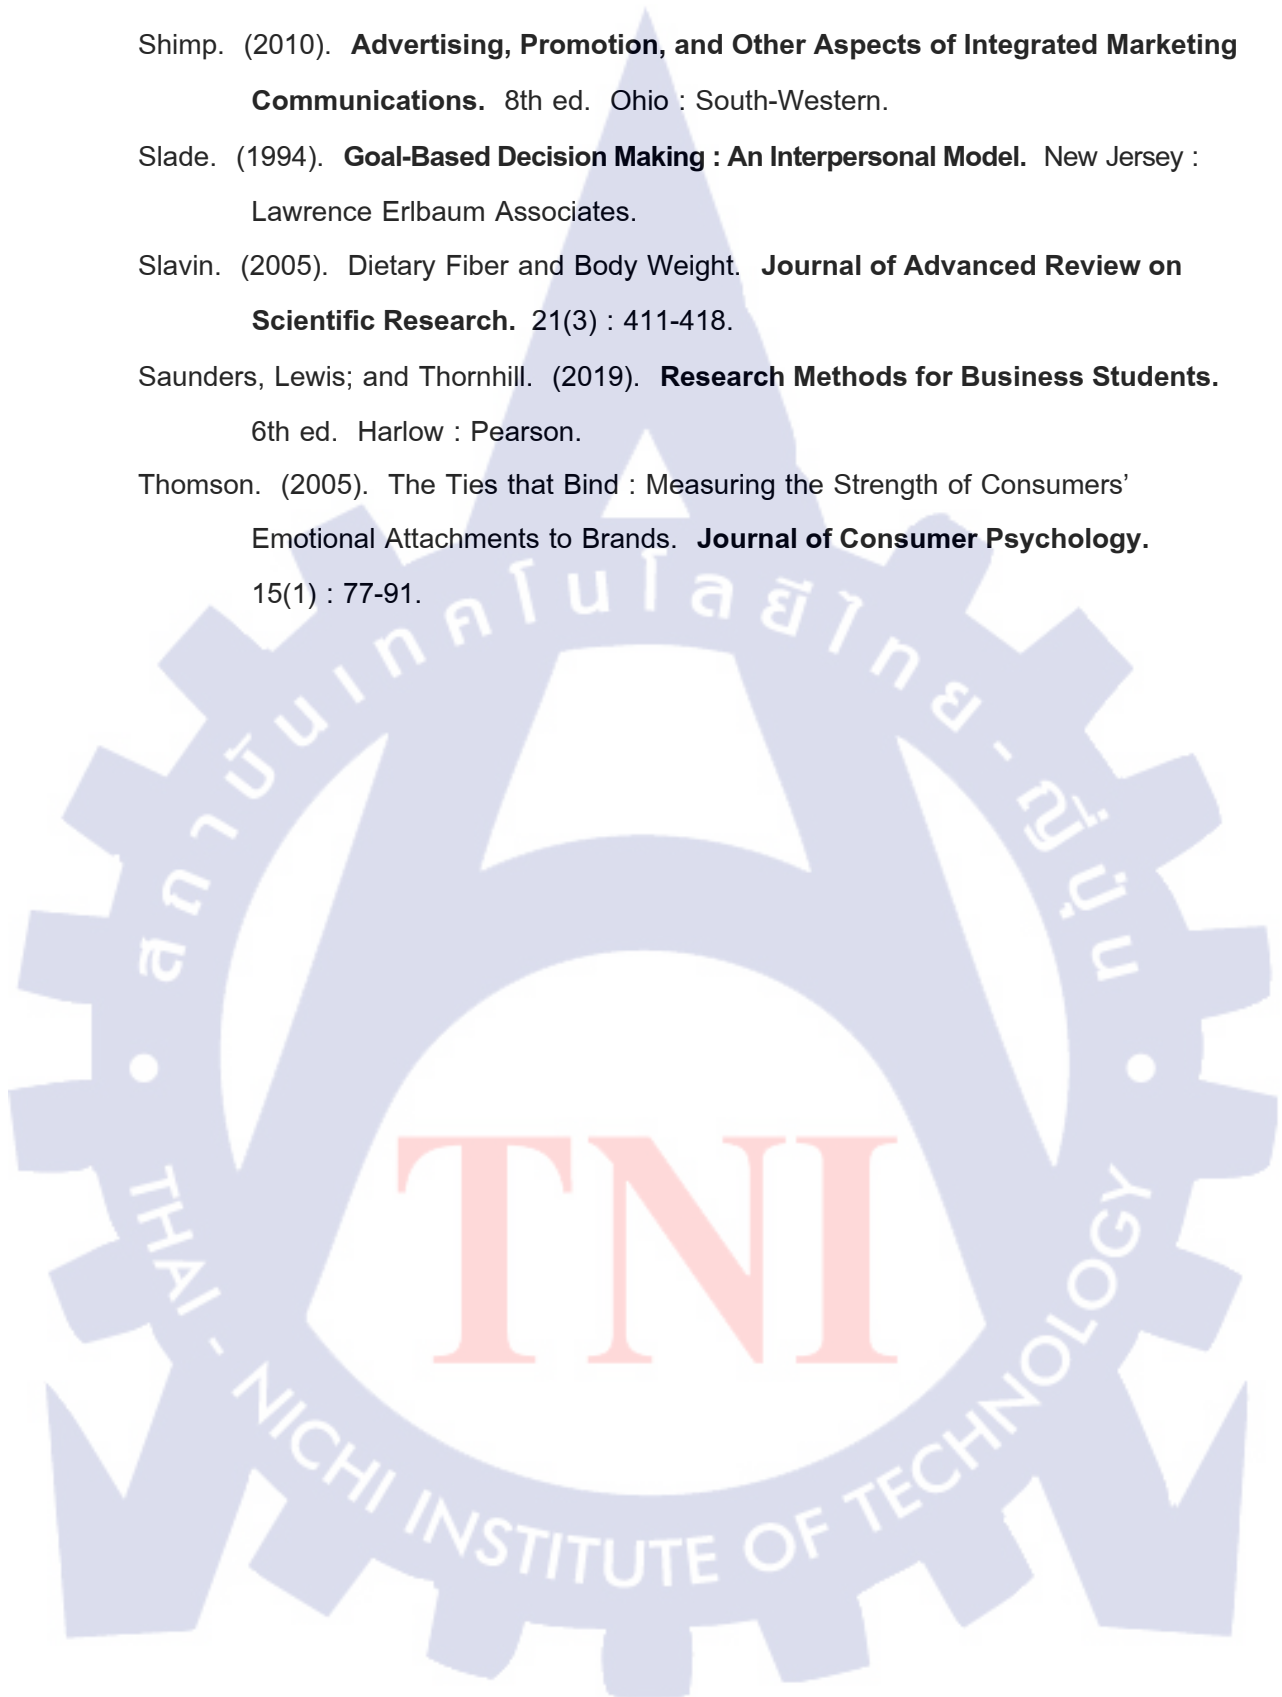 Shimp. (2010). Advertising, Promotion, and Other Aspects of Integrated Marketing
Communications. 8th ed. Ohio : South-Western.
Slade. (1994). Goal-Based Decision Making : An Interpersonal Model. New Jersey :
Lawrence Erlbaum Associates.
Slavin. (2005). Dietary Fiber and Body Weight. Journal of Advanced Review on
Scientific Research. 21(3) : 411-418.
Saunders, Lewis; and Thornhill. (2019). Research Methods for Business Students.
6th ed. Harlow : Pearson.
Thomson. (2005). The Ties that Bind : Measuring the Strength of Consumers’
Emotional Attachments to Brands. Journal of Consumer Psychology.
15(1) : 77-91.
สถาบันเทคโนโลยีไทย - ญี่ปุ่น
TNI
THAI - NICHI INSTITUTE OF TECHNOLOGY